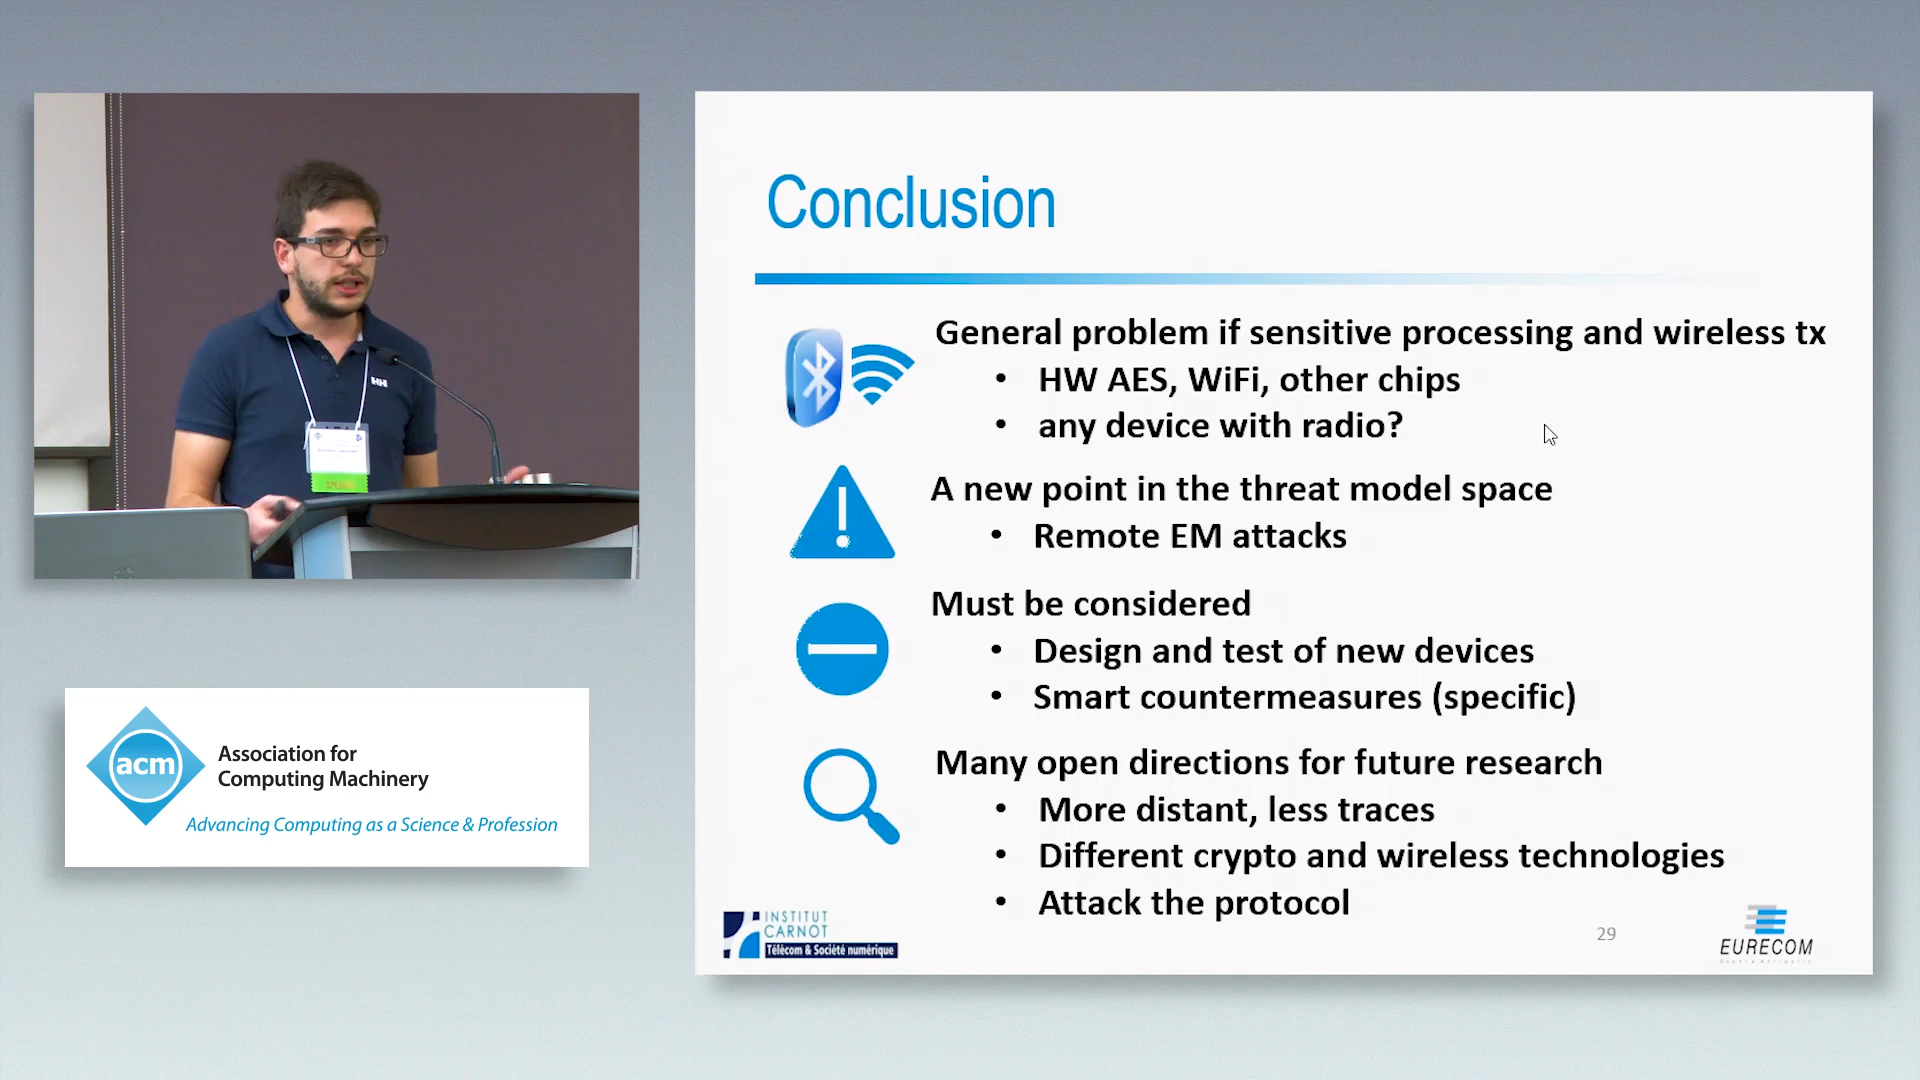 Conclusion
General problem if sensitive processing and wireless tx
• HW AES, WiFi, other chips
• any device with radio?
A new point in the threat model space
• Remote EM attacks
Must be considered
• Design and test of new devices
• Smart countermeasures (specific)
Many open directions for future research
• More distant, less traces
• Different crypto and wireless technologies
• Attack the protocol
INSTITUT
CARNOT
Télécom & Société numérique
29
EURECOM
HH
acm
Association for
Computing Machinery
Advancing Computing as a Science & Profession